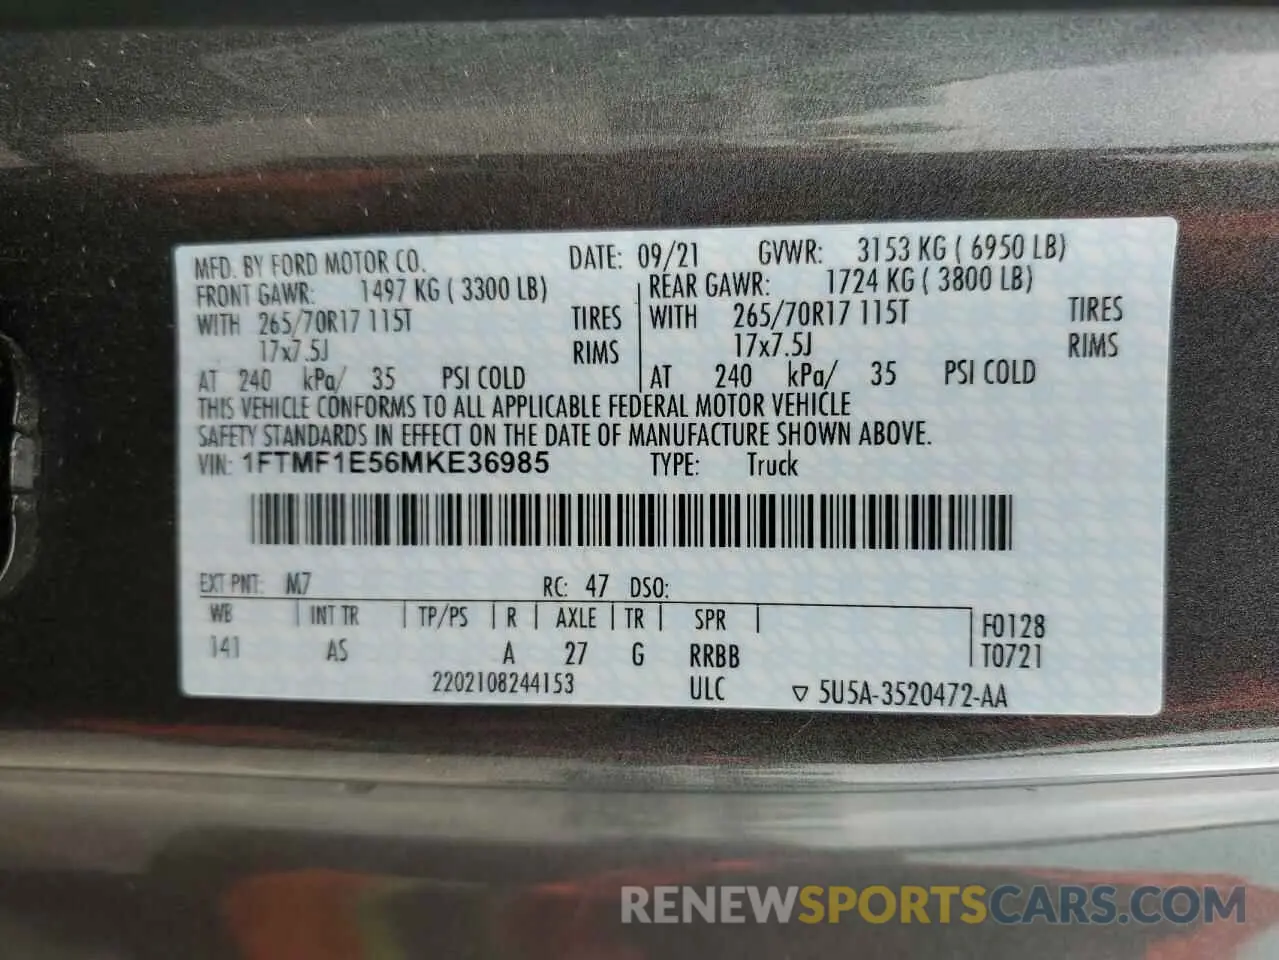 MFD. BY FORD MOTOR CO. DATE: 09/21 GVWR: 3153 KG ( 6950 LB)
FRONT GAWR: 1497 KG ( 3300 LB) REAR GAWR: 1724 KG ( 3800 LB)
WITH 265/70R17 115T TIRES WITH 265/70R17 115T TIRES
17x7.5J RIMS 17x7.5J RIMS
AT 240 kPa/ 35 PSI COLD AT 240 kPa/ 35 PSI COLD
THIS VEHICLE CONFORMS TO ALL APPLICABLE FEDERAL MOTOR VEHICLE
SAFETY STANDARDS IN EFFECT ON THE DATE OF MANUFACTURE SHOWN ABOVE.
VIN: 1FTMF1E56MKE36985 TYPE: Truck
EXT PNT: M7 RC: 47 DSO:
WB INT TR TP/PS R AXLE TR SPR F0128
141 AS A 27 G RRBB T0721
2202108244153 ULC ▽ 5U5A-3520472-AA
RENEWSPORTSCARS.COM